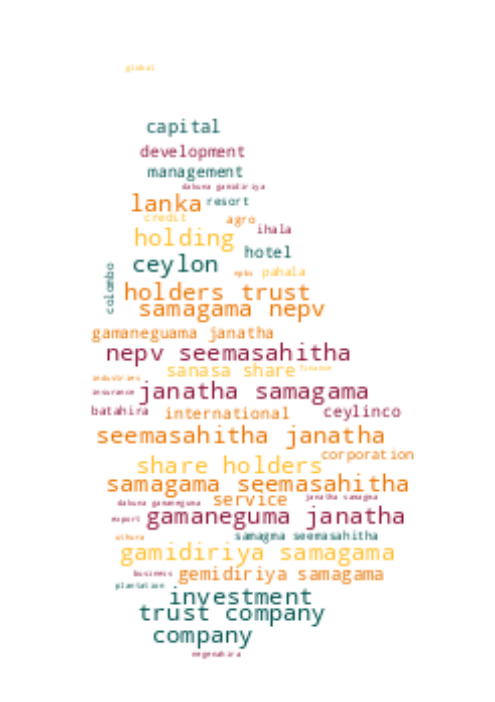 global
capital
development
management
dakuna gamidiriya
lanka resort
credit agro
ihala
holding
hotel
ceylon
nepv pahala
colombo
holders trust
samagama nepv
gamaneguama janatha
nepv seemasahitha
sanasa share finance
industries
insurance janatha samagama
batahira international ceylinco
seemasahitha janatha
corporation
share holders
samagama seemasahitha
dakuna gamaneguma service janatha samagma
export gamaneguma janatha
uthura samagma seemasahitha
gamidiriya samagama
business gemidiriya samagama
plantation
investment
trust company
company
negenahira